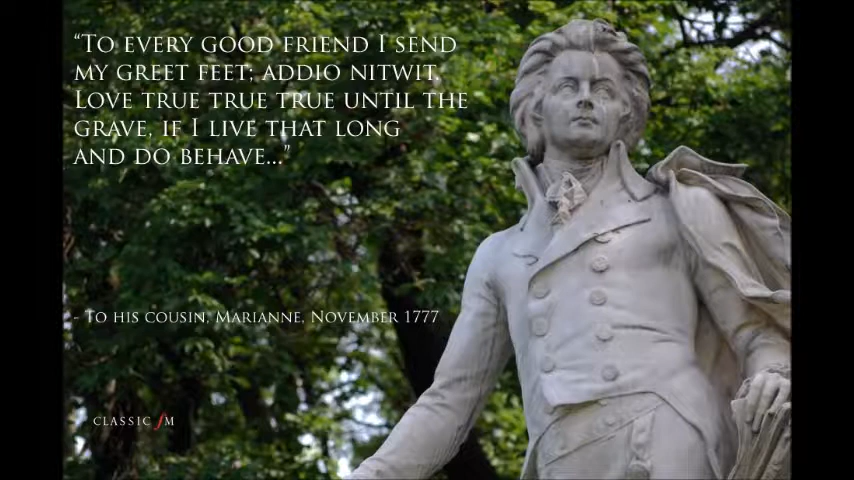 “To every good friend I send
my greet feet; addio nitwit.
Love true true true until the
grave, if I live that long
and do behave...”
- To his cousin, Marianne, November 1777
CLASSIC fM